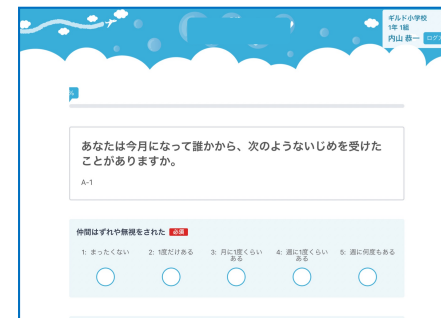 ギルド小学校
1年 1組
内山 恭一
あなたは今月になって誰かから、次のようないじめを受けた
ことがありますか。
A-1
仲間はずれや無視をされた 必須
1: まったくない 2: 1度だけある 3: 月に1度くらい 4: 週に1度くらい 5: 週に何度もある
ある ある